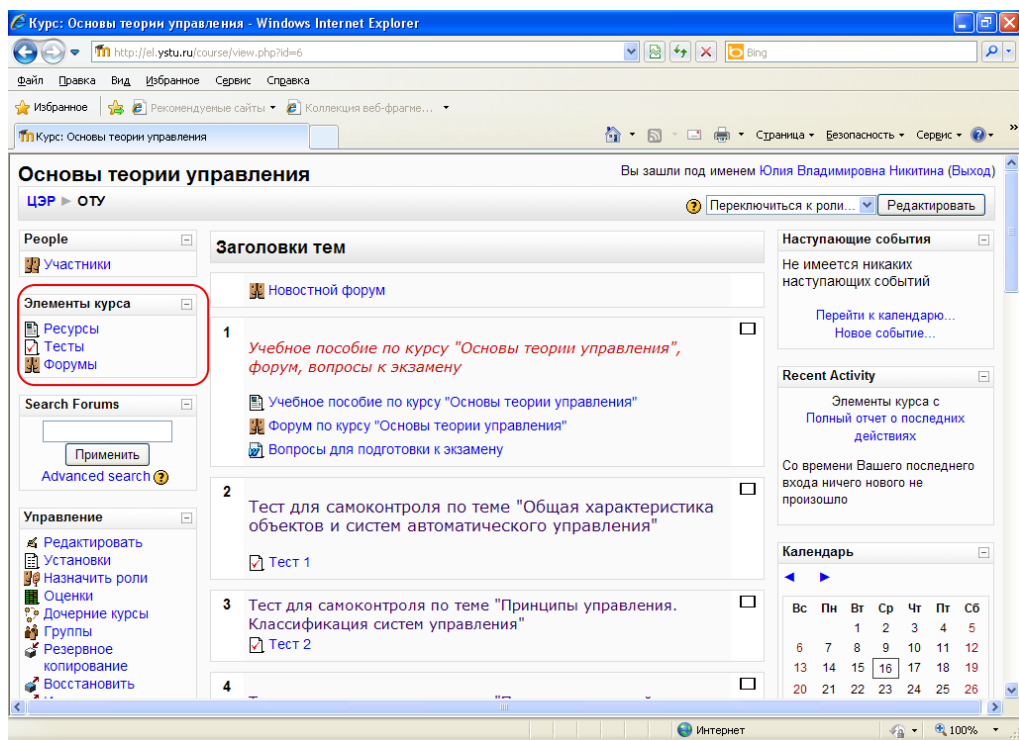 Курс: Основы теории управления - Windows Internet Explorer
http://el.ystu.ru/course/view.php?id=6
Bing
Файл Правка Вид Избранное Сервис Справка
Избранное Рекомендуемые сайты Коллекция веб-фрагме...
Курс: Основы теории управления
Страница Безопасность Сервис »
Основы теории управления
Вы зашли под именем Юлия Владимировна Никитина (Выход)
ЦЭР ► ОТУ
Переключиться к роли... Редактировать
People
Участники
Элементы курса
Ресурсы
Тесты
Форумы
Search Forums
Применить
Advanced search
Управление
Редактировать
Установки
Назначить роли
Оценки
Дочерние курсы
Группы
Резервное
копирование
Восстановить
Заголовки тем
Новостной форум
1
Учебное пособие по курсу "Основы теории управления",
форум, вопросы к экзамену
Учебное пособие по курсу "Основы теории управления"
Форум по курсу "Основы теории управления"
Вопросы для подготовки к экзамену
2
Тест для самоконтроля по теме "Общая характеристика
объектов и систем автоматического управления"
Тест 1
3 Тест для самоконтроля по теме "Принципы управления.
Классификация систем управления"
Тест 2
4
Наступающие события
Не имеется никаких
наступающих событий
Перейти к календарю...
Новое событие...
Recent Activity
Элементы курса с
Полный отчет о последних
действиях
Со времени Вашего последнего
входа ничего нового не
произошло
Календарь
◄ ►
Вс Пн Вт Ср Чт Пт Сб
1 2 3 4 5
6 7 8 9 10 11 12
13 14 15 16 17 18 19
20 21 22 23 24 25 26
Интернет
100%